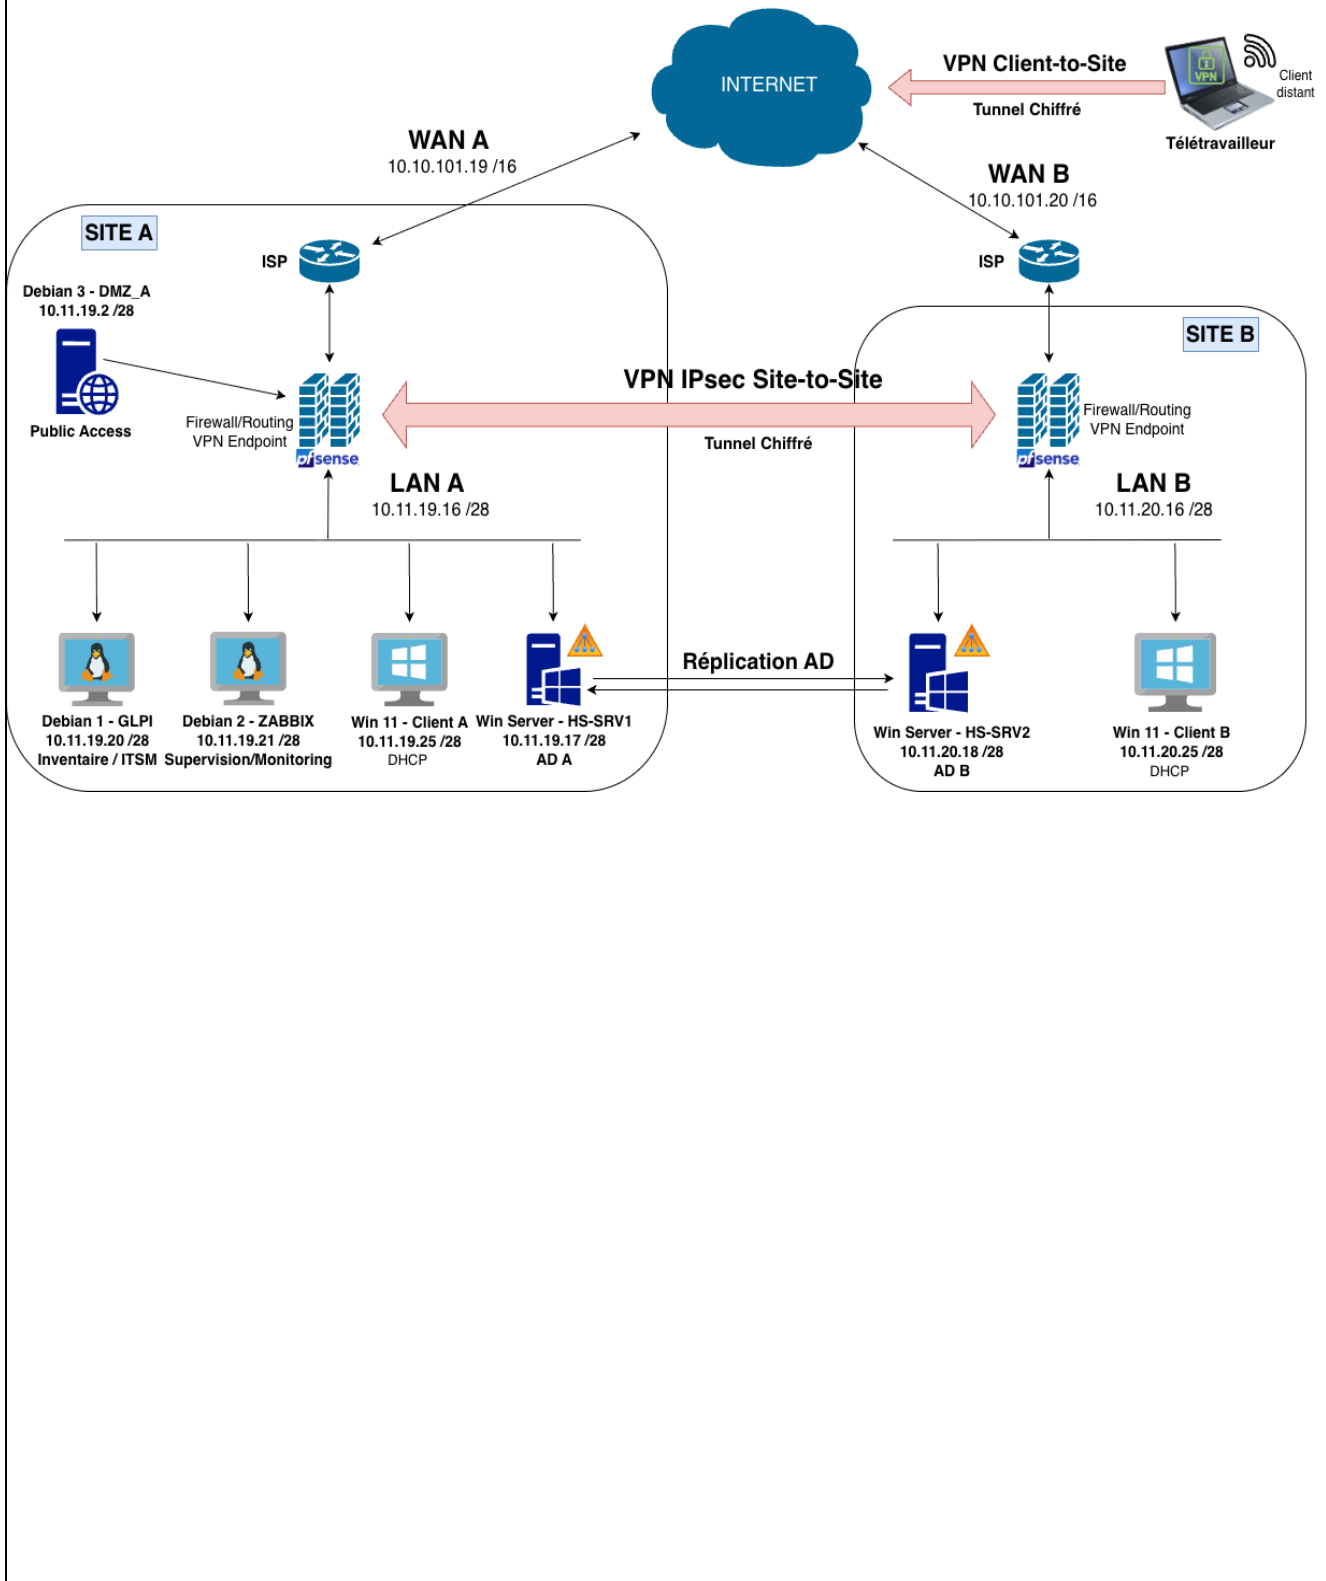 INTERNET
VPN Client-to-Site
Tunnel Chiffré
VPN
Client
distant
Télétravailleur
WAN A
10.10.101.19 /16
WAN B
10.10.101.20 /16
SITE A
ISP
ISP
Debian 3 - DMZ_A
10.11.19.2 /28
Public Access
SITE B
Firewall/Routing
VPN Endpoint
pfsense
VPN IPsec Site-to-Site
Tunnel Chiffré
Firewall/Routing
VPN Endpoint
pfsense
LAN A
10.11.19.16 /28
LAN B
10.11.20.16 /28
Debian 1 - GLPI
10.11.19.20 /28
Inventaire / ITSM
Debian 2 - ZABBIX
10.11.19.21 /28
Supervision/Monitoring
Win 11 - Client A
10.11.19.25 /28
DHCP
Win Server - HS-SRV1
10.11.19.17 /28
AD A
Réplication AD
Win Server - HS-SRV2
10.11.20.18 /28
AD B
Win 11 - Client B
10.11.20.25 /28
DHCP